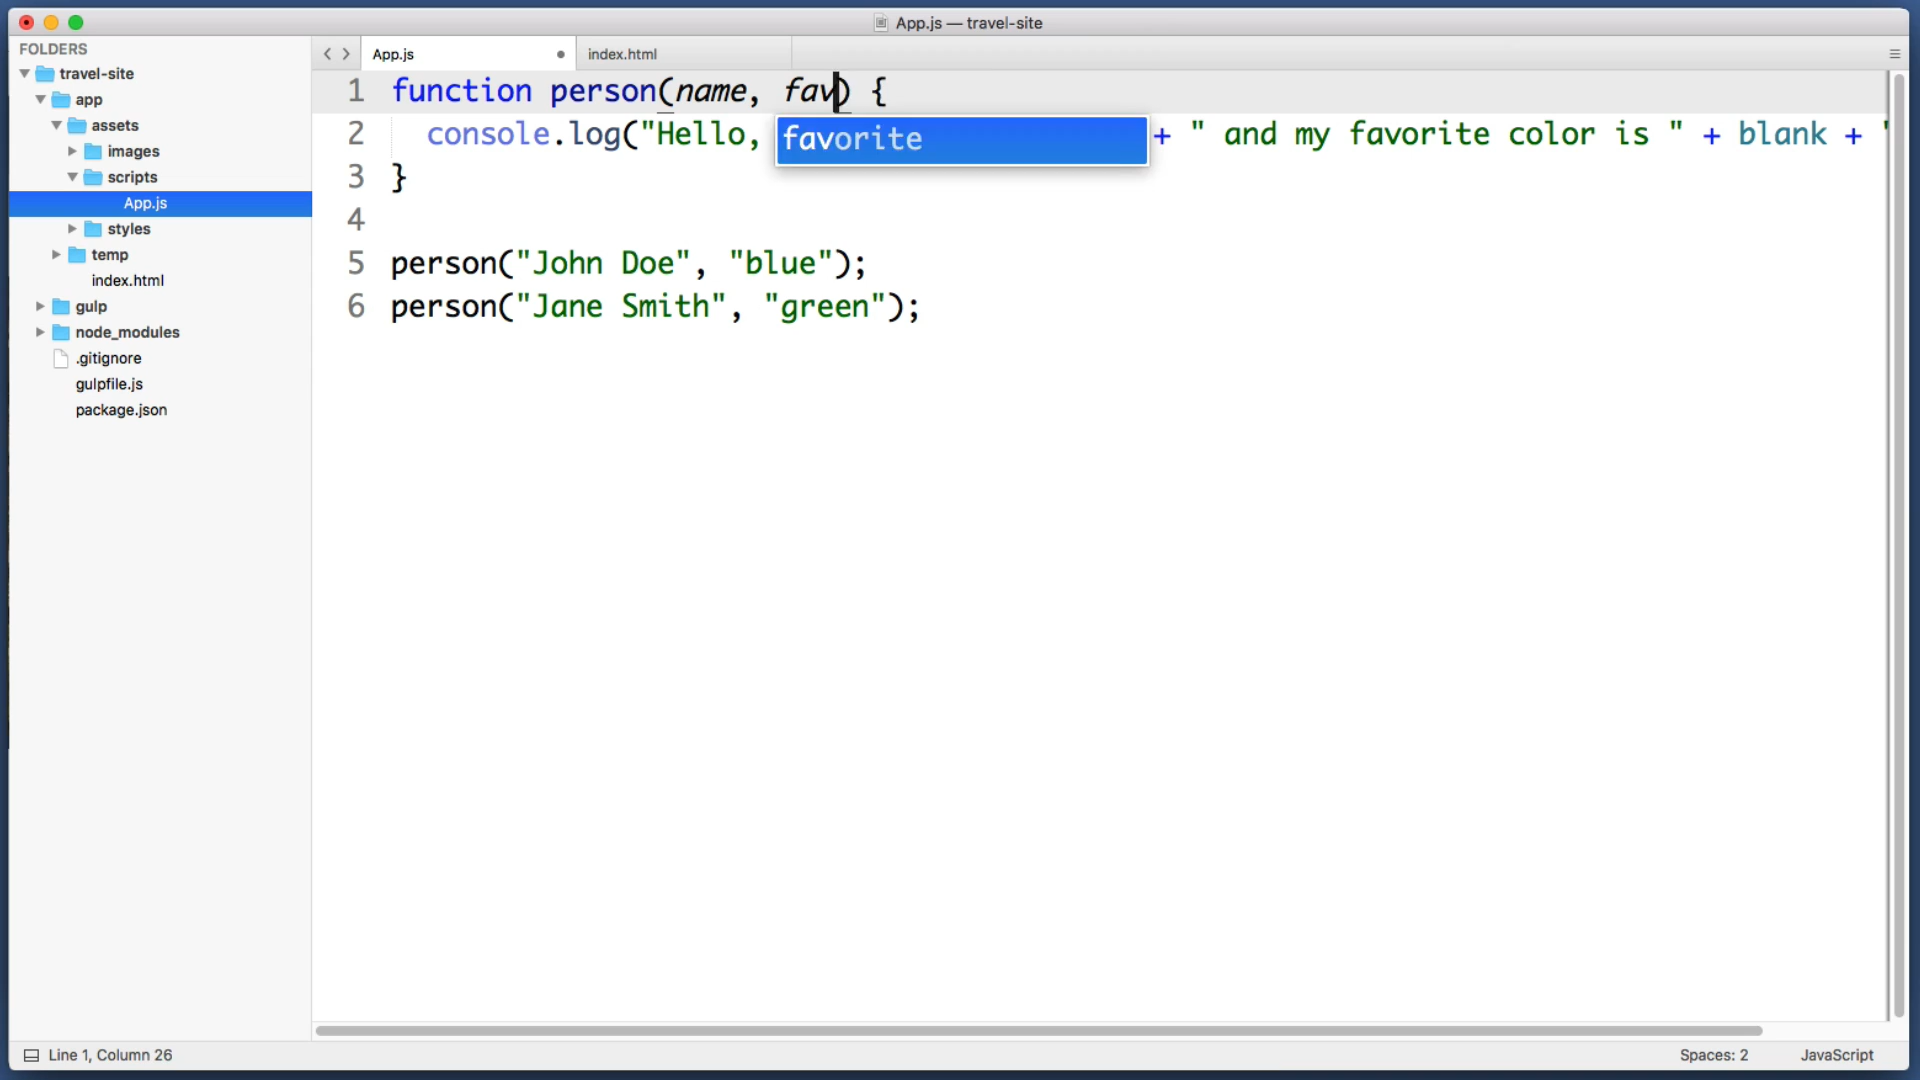 App.js — travel-site
FOLDERS
travel-site
app
assets
images
scripts
App.js
styles
temp
index.html
gulp
node_modules
.gitignore
gulpfile.js
package.json
App.js
index.html
1 function person(name, fav) {
2 console.log("Hello, + " and my favorite color is " + blank + "
favorite
3 }
4
5 person("John Doe", "blue");
6 person("Jane Smith", "green");
Line 1, Column 26
Spaces: 2
JavaScript